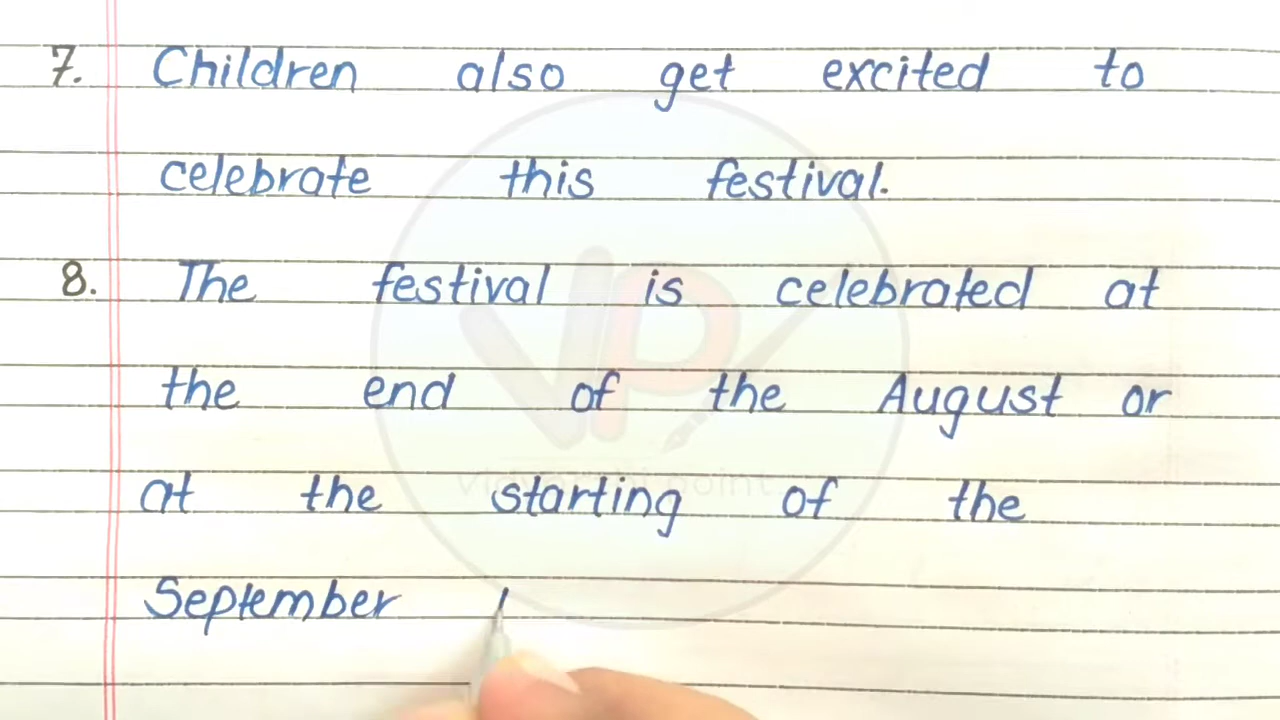 7. Children also get excited to
celebrate this festival.
8. The festival is celebrated at
the end of the August or
at the starting of the
September